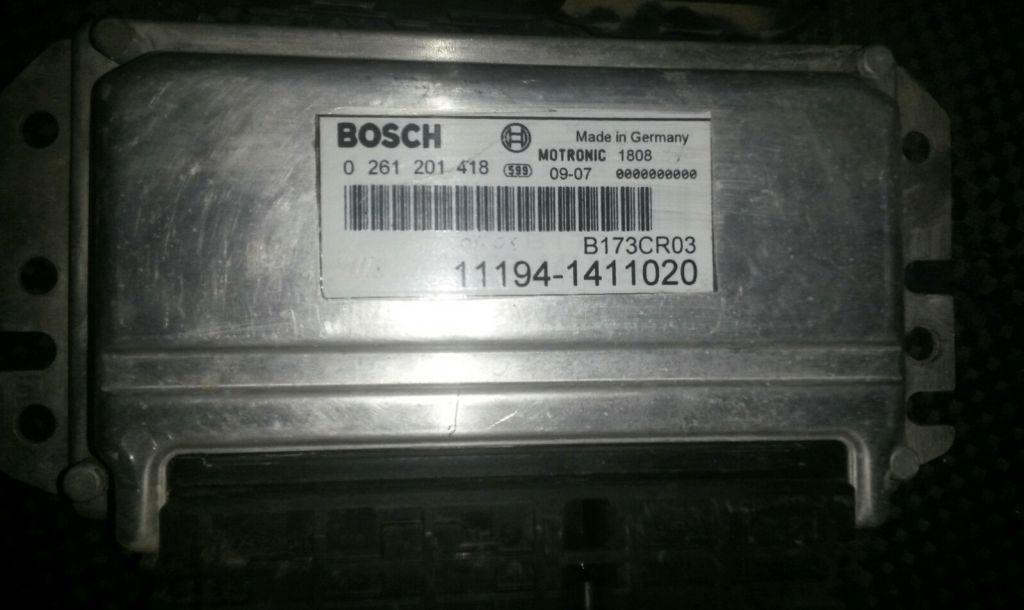 BOSCH Made in Germany
MOTRONIC 1808
0 261 201 418 S99 09-07 0000000000
B173CR03
11194-1411020